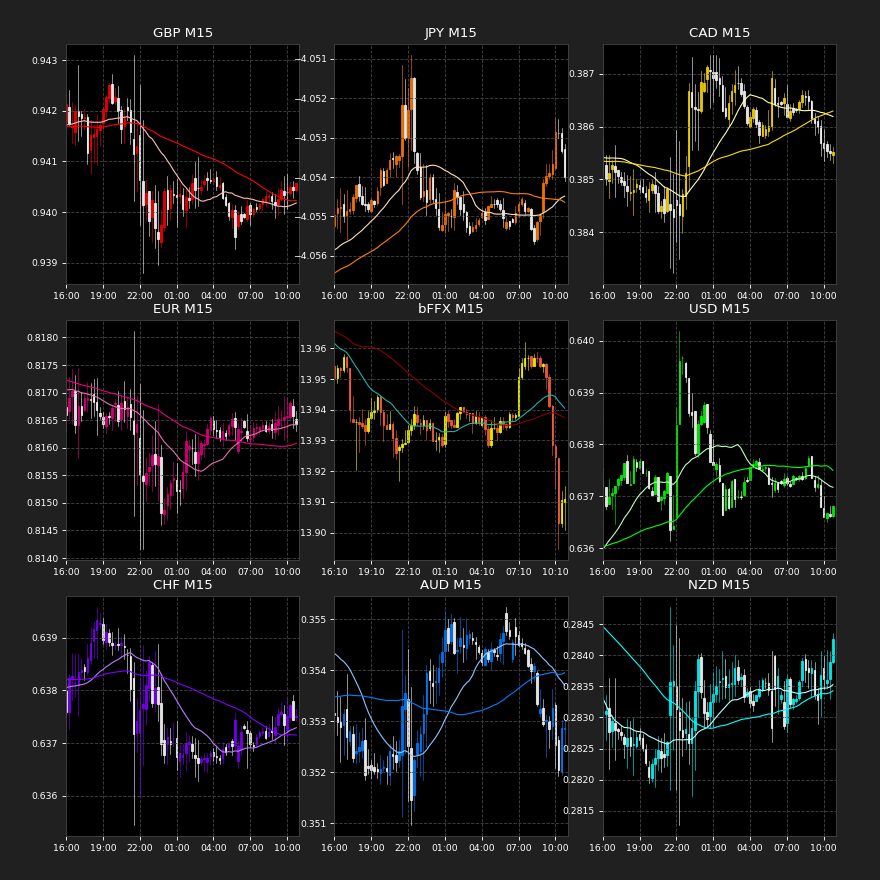 GBP M15
0.943
0.942
0.941
0.940
0.939
16:00 19:00 22:00 01:00 04:00 07:00 10:00
JPY M15
−4.051
−4.052
−4.053
−4.054
−4.055
−4.056
16:00 19:00 22:00 01:00 04:00 07:00 10:00
CAD M15
0.387
0.386
0.385
0.384
16:00 19:00 22:00 01:00 04:00 07:00 10:00
EUR M15
0.8180
0.8175
0.8170
0.8165
0.8160
0.8155
0.8150
0.8145
0.8140
16:00 19:00 22:00 01:00 04:00 07:00 10:00
bFFX M15
13.96
13.95
13.94
13.93
13.92
13.91
13.90
16:10 19:10 22:10 01:10 04:10 07:10 10:10
USD M15
0.640
0.639
0.638
0.637
0.636
16:00 19:00 22:00 01:00 04:00 07:00 10:00
CHF M15
0.639
0.638
0.637
0.636
16:00 19:00 22:00 01:00 04:00 07:00 10:00
AUD M15
0.355
0.354
0.353
0.352
0.351
16:00 19:00 22:00 01:00 04:00 07:00 10:00
NZD M15
0.2845
0.2840
0.2835
0.2830
0.2825
0.2820
0.2815
16:00 19:00 22:00 01:00 04:00 07:00 10:00